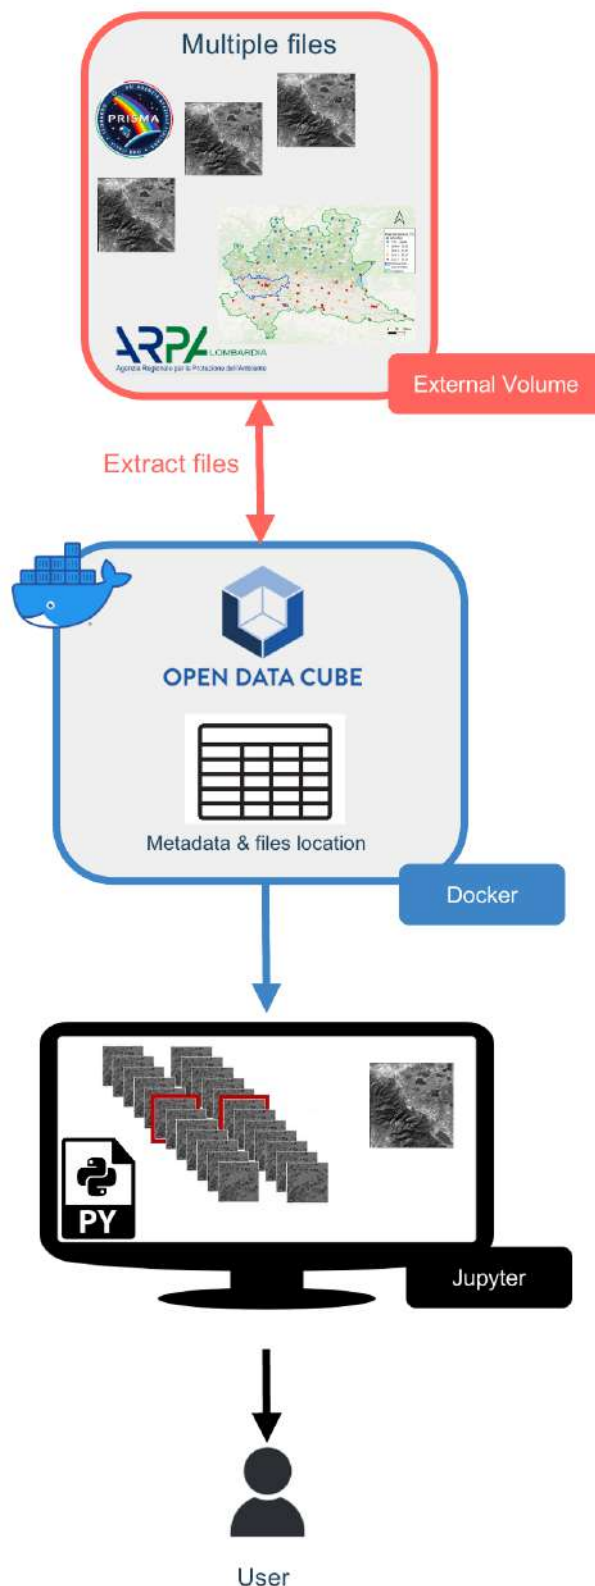 Multiple files
PRISMA
ARPA LOMBARDIA
Agenzia Regionale per la Protezione dell'Ambiente
External Volume
Extract files
OPEN DATA CUBE
Metadata & files location
Docker
PY
Jupyter
User